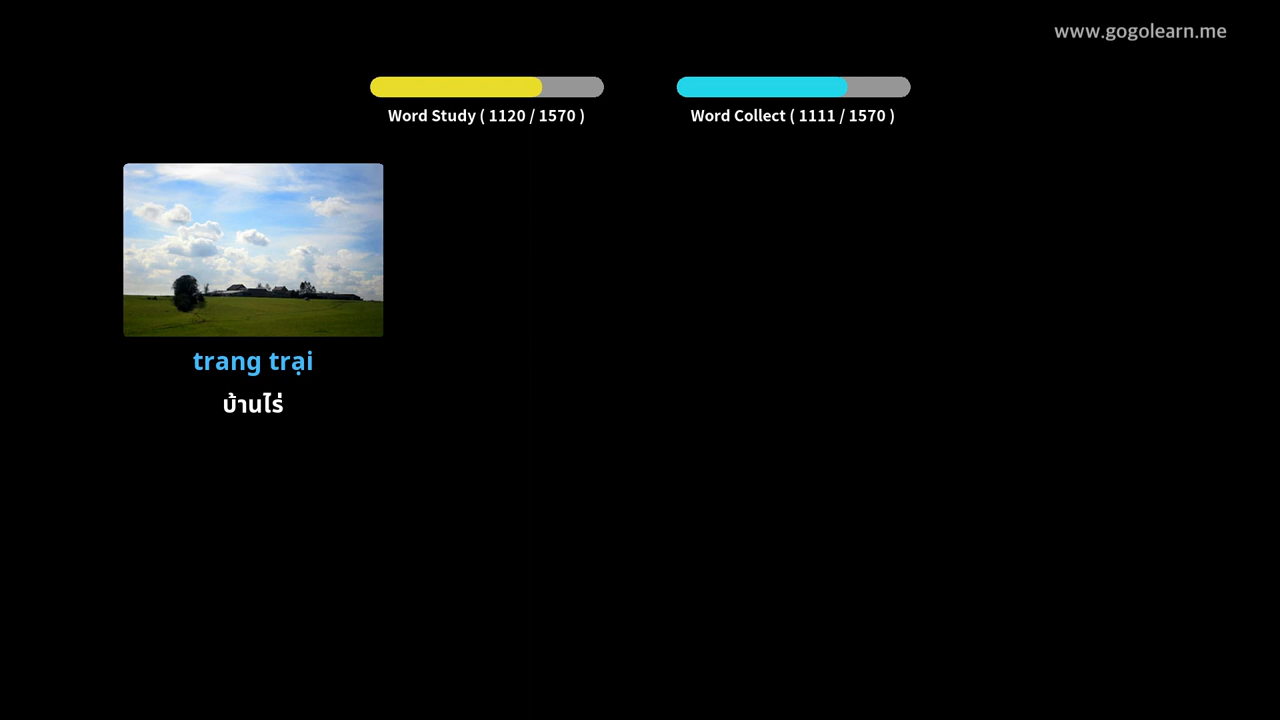 www.gogolearn.me
Word Study ( 1120 / 1570 )
Word Collect ( 1111 / 1570 )
trang trại
บ้านไร่